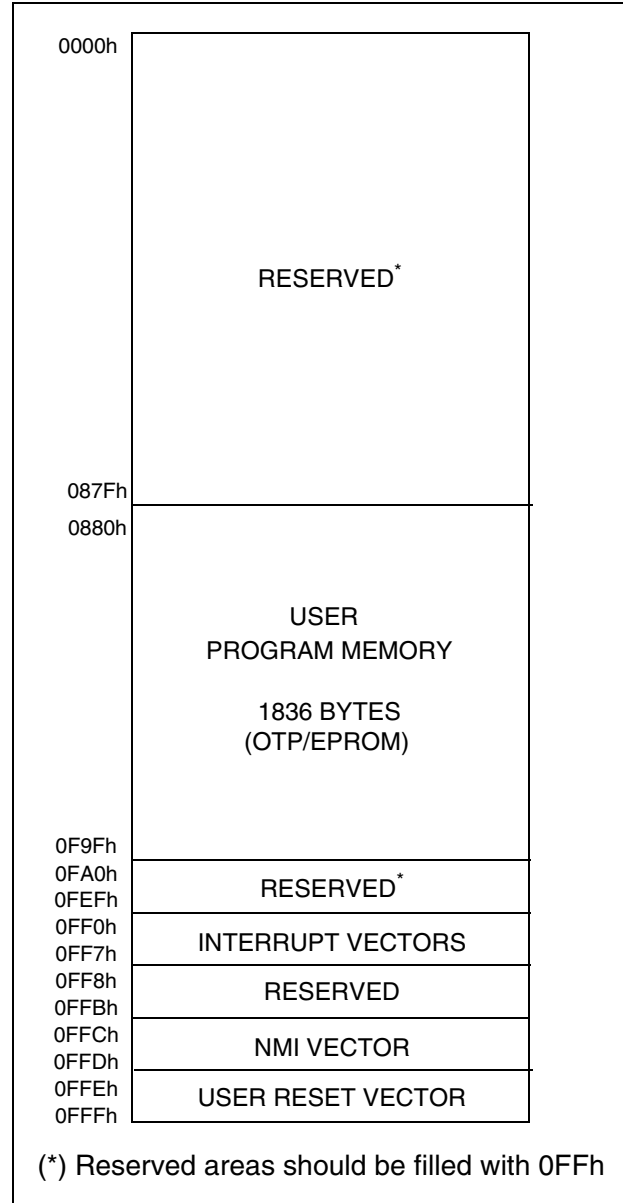 0000h
RESERVED*
087Fh
0880h
USER
PROGRAM MEMORY
1836 BYTES
(OTP/EPROM)
0F9Fh
0FA0h
RESERVED*
0FEFh
0FF0h
INTERRUPT VECTORS
0FF7h
0FF8h
RESERVED
0FFBh
0FFCh
NMI VECTOR
0FFDh
0FFEh
USER RESET VECTOR
0FFFh
(*) Reserved areas should be filled with 0FFh